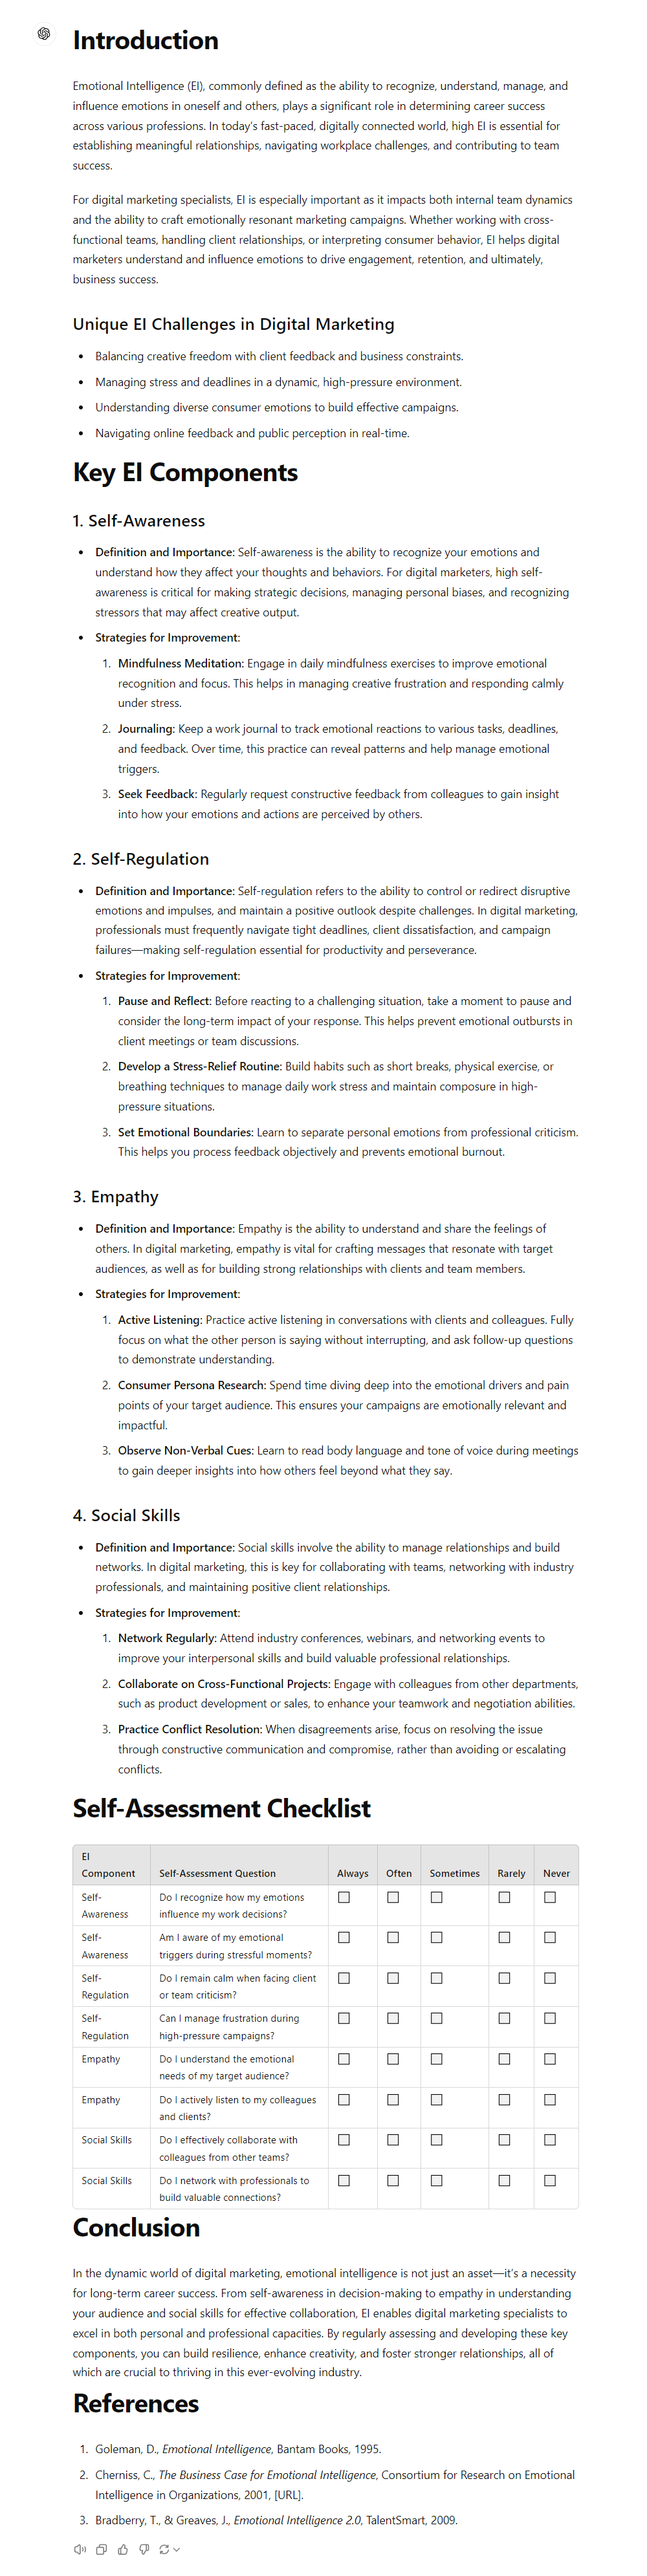 Introduction
Emotional Intelligence (EI), commonly defined as the ability to recognize, understand, manage, and
influence emotions in oneself and others, plays a significant role in determining career success
across various professions. In today's fast-paced, digitally connected world, high EI is essential for
establishing meaningful relationships, navigating workplace challenges, and contributing to team
success.
For digital marketing specialists, EI is especially important as it impacts both internal team dynamics
and the ability to craft emotionally resonant marketing campaigns. Whether working with cross-
functional teams, handling client relationships, or interpreting consumer behavior, EI helps digital
marketers understand and influence emotions to drive engagement, retention, and ultimately,
business success.
Unique EI Challenges in Digital Marketing
• Balancing creative freedom with client feedback and business constraints.
• Managing stress and deadlines in a dynamic, high-pressure environment.
• Understanding diverse consumer emotions to build effective campaigns.
• Navigating online feedback and public perception in real-time.
Key EI Components
1. Self-Awareness
• Definition and Importance: Self-awareness is the ability to recognize your emotions and
understand how they affect your thoughts and behaviors. For digital marketers, high self-
awareness is critical for making strategic decisions, managing personal biases, and recognizing
stressors that may affect creative output.
• Strategies for Improvement:
1. Mindfulness Meditation: Engage in daily mindfulness exercises to improve emotional
recognition and focus. This helps in managing creative frustration and responding calmly
under stress.
2. Journaling: Keep a work journal to track emotional reactions to various tasks, deadlines,
and feedback. Over time, this practice can reveal patterns and help manage emotional
triggers.
3. Seek Feedback: Regularly request constructive feedback from colleagues to gain insight
into how your emotions and actions are perceived by others.
2. Self-Regulation
• Definition and Importance: Self-regulation refers to the ability to control or redirect disruptive
emotions and impulses, and maintain a positive outlook despite challenges. In digital marketing,
professionals must frequently navigate tight deadlines, client dissatisfaction, and campaign
failures—making self-regulation essential for productivity and perseverance.
• Strategies for Improvement:
1. Pause and Reflect: Before reacting to a challenging situation, take a moment to pause and
consider the long-term impact of your response. This helps prevent emotional outbursts in
client meetings or team discussions.
2. Develop a Stress-Relief Routine: Build habits such as short breaks, physical exercise, or
breathing techniques to manage daily work stress and maintain composure in high-
pressure situations.
3. Set Emotional Boundaries: Learn to separate personal emotions from professional criticism.
This helps you process feedback objectively and prevents emotional burnout.
3. Empathy
• Definition and Importance: Empathy is the ability to understand and share the feelings of
others. In digital marketing, empathy is vital for crafting messages that resonate with target
audiences, as well as for building strong relationships with clients and team members.
• Strategies for Improvement:
1. Active Listening: Practice active listening in conversations with clients and colleagues. Fully
focus on what the other person is saying without interrupting, and ask follow-up questions
to demonstrate understanding.
2. Consumer Persona Research: Spend time diving deep into the emotional drivers and pain
points of your target audience. This ensures your campaigns are emotionally relevant and
impactful.
3. Observe Non-Verbal Cues: Learn to read body language and tone of voice during meetings
to gain deeper insights into how others feel beyond what they say.
4. Social Skills
• Definition and Importance: Social skills involve the ability to manage relationships and build
networks. In digital marketing, this is key for collaborating with teams, networking with industry
professionals, and maintaining positive client relationships.
• Strategies for Improvement:
1. Network Regularly: Attend industry conferences, webinars, and networking events to
improve your interpersonal skills and build valuable professional relationships.
2. Collaborate on Cross-Functional Projects: Engage with colleagues from other departments,
such as product development or sales, to enhance your teamwork and negotiation abilities.
3. Practice Conflict Resolution: When disagreements arise, focus on resolving the issue
through constructive communication and compromise, rather than avoiding or escalating
conflicts.
Self-Assessment Checklist
EI
Component Self-Assessment Question Always Often Sometimes Rarely Never
Self- Do I recognize how my emotions
Awareness influence my work decisions?
Self- Am I aware of my emotional
Awareness triggers during stressful moments?
Self- Do I remain calm when facing client
Regulation or team criticism?
Self- Can I manage frustration during
Regulation high-pressure campaigns?
Empathy Do I understand the emotional
needs of my target audience?
Empathy Do I actively listen to my colleagues
and clients?
Social Skills Do I effectively collaborate with
colleagues from other teams?
Social Skills Do I network with professionals to
build valuable connections?
Conclusion
In the dynamic world of digital marketing, emotional intelligence is not just an asset—it's a necessity
for long-term career success. From self-awareness in decision-making to empathy in understanding
your audience and social skills for effective collaboration, EI enables digital marketing specialists to
excel in both personal and professional capacities. By regularly assessing and developing these key
components, you can build resilience, enhance creativity, and foster stronger relationships, all of
which are crucial to thriving in this ever-evolving industry.
References
1. Goleman, D., Emotional Intelligence, Bantam Books, 1995.
2. Cherniss, C., The Business Case for Emotional Intelligence, Consortium for Research on Emotional
Intelligence in Organizations, 2001, [URL].
3. Bradberry, T., & Greaves, J., Emotional Intelligence 2.0, TalentSmart, 2009.